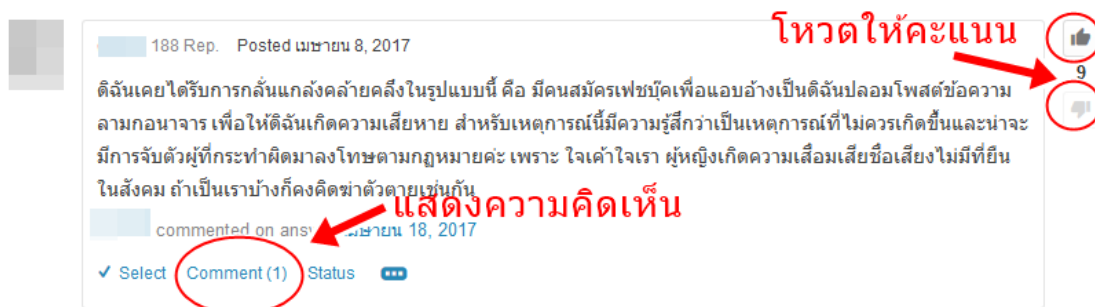 โหวตให้คะแนน
188 Rep. Posted เมษายน 8, 2017
9
ดิฉันเคยได้รับการกลั่นแกล้งคล้ายคลึงในรูปแบบนี้ คือ มีคนสมัครเฟซบุ๊คเพื่อแอบอ้างเป็นดิฉันปลอมโพสต์ข้อความ
ลามกอนาจาร เพื่อให้ดิฉันเกิดความเสียหาย สำหรับเหตุการณ์นี้มีความรู้สึกว่าเป็นเหตุการณ์ที่ไม่ควรเกิดขึ้นและน่าจะ
มีการจับตัวผู้ที่กระทำผิดมาลงโทษตามกฎหมายค่ะ เพราะ ใจเค้าใจเรา ผู้หญิงเกิดความเสื่อมเสียชื่อเสียงไม่มีที่ยืน
ในสังคม ถ้าเป็นเราบ้างก็คงคิดฆ่าตัวตายเช่นกัน
แสดงความคิดเห็น
commented on เมษายน 18, 2017
Select Comment (1) Status